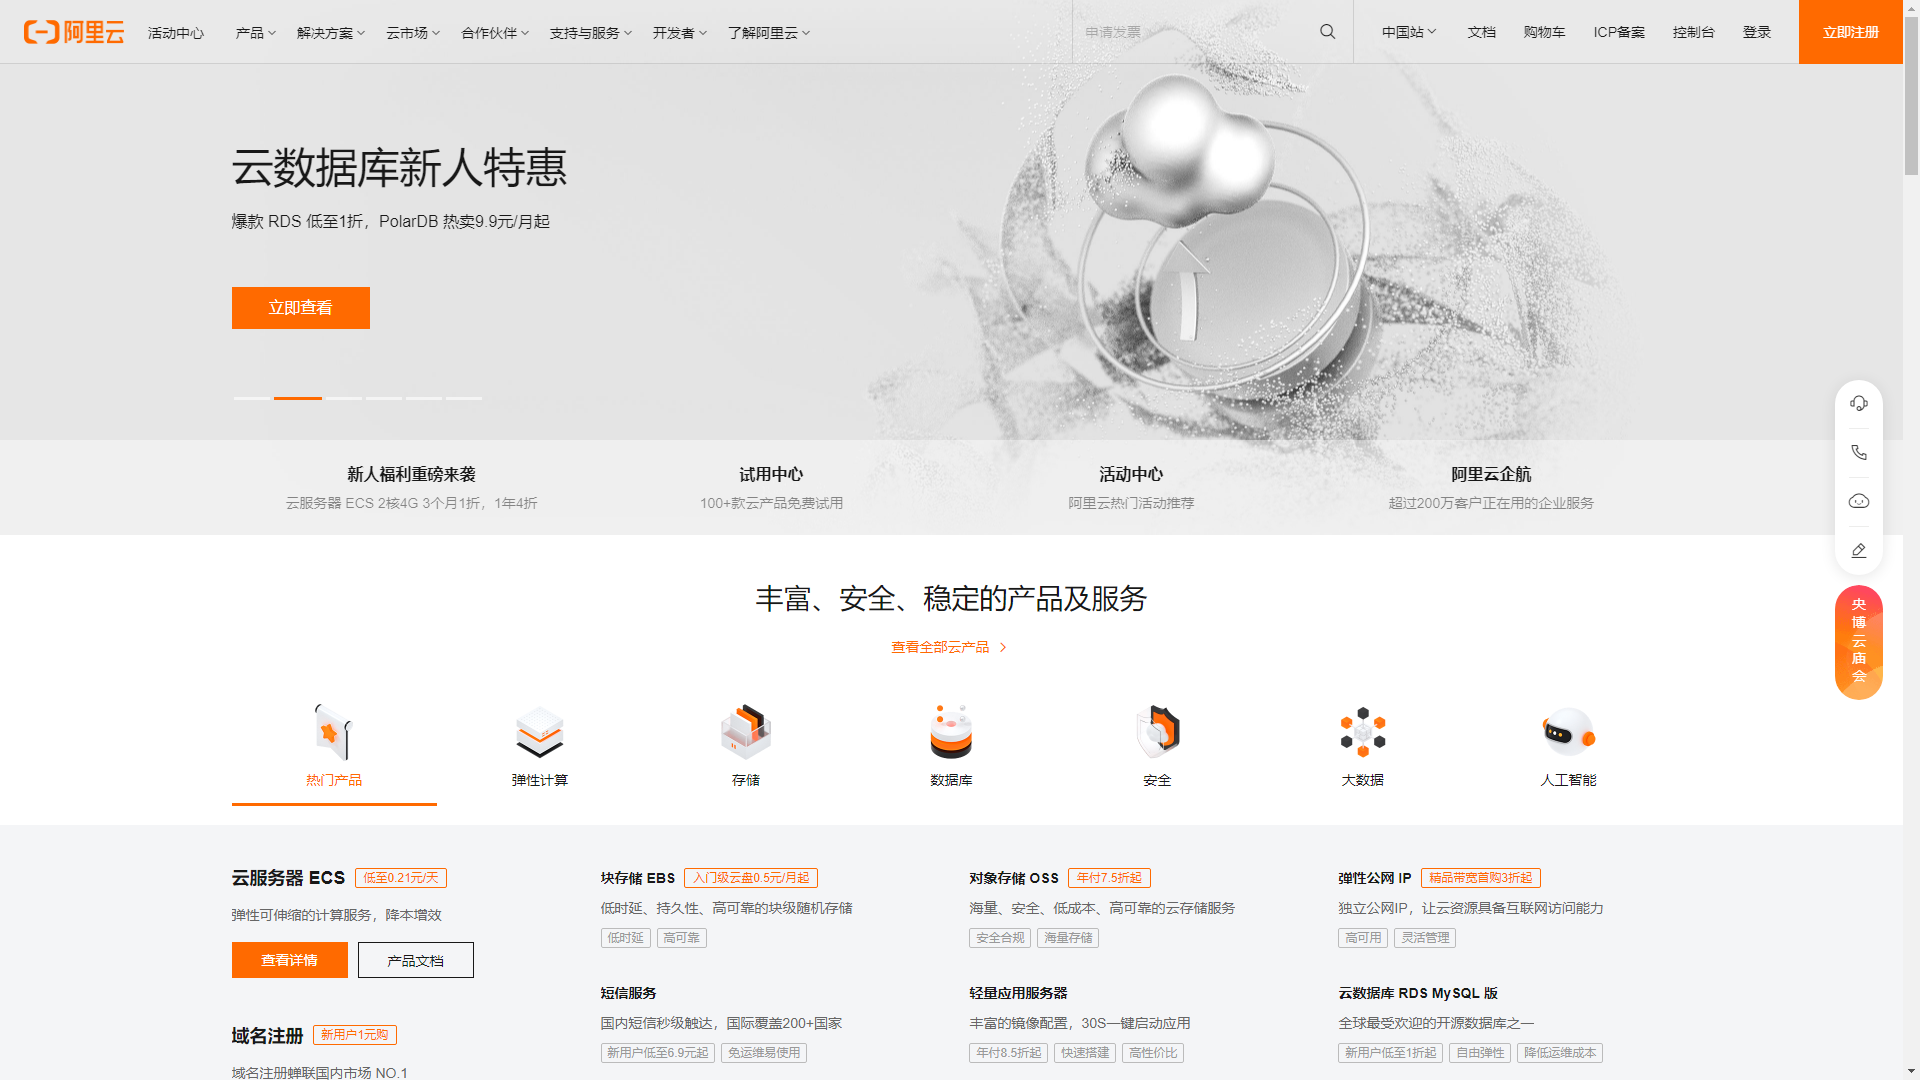 阿里云
活动中心
产品
解决方案
云市场
合作伙伴
支持与服务
开发者
了解阿里云
申请发票
中国站
文档
购物车
ICP备案
控制台
登录
立即注册
云数据库新人特惠
爆款 RDS 低至1折，PolarDB 热卖9.9元/月起
立即查看
新人福利重磅来袭
云服务器 ECS 2核4G 3个月1折，1年4折
试用中心
100+款云产品免费试用
活动中心
阿里云热门活动推荐
阿里云企航
超过200万客户正在用的企业服务
央博云庙会
丰富、安全、稳定的产品及服务
查看全部云产品
热门产品
弹性计算
存储
数据库
安全
大数据
人工智能
云服务器 ECS 低至0.21元/天
弹性可伸缩的计算服务，降本增效
查看详情
产品文档
域名注册 新用户1元购
域名注册蝉联国内市场 NO.1
块存储 EBS 入门级云盘0.5元/月起
低时延、持久性、高可靠的块级随机存储
低时延 高可靠
对象存储 OSS 年付7.5折起
海量、安全、低成本、高可靠的云存储服务
安全合规 海量存储
弹性公网 IP 精品带宽首购3折起
独立公网IP，让云资源具备互联网访问能力
高可用 灵活管理
短信服务
国内短信秒级触达，国际覆盖200+国家
新用户低至6.9元起 免运维易使用
轻量应用服务器
丰富的镜像配置，30S一键启动应用
年付8.5折起 快速搭建 高性价比
云数据库 RDS MySQL 版
全球最受欢迎的开源数据库之一
新用户低至1折起 自由弹性 降低运维成本